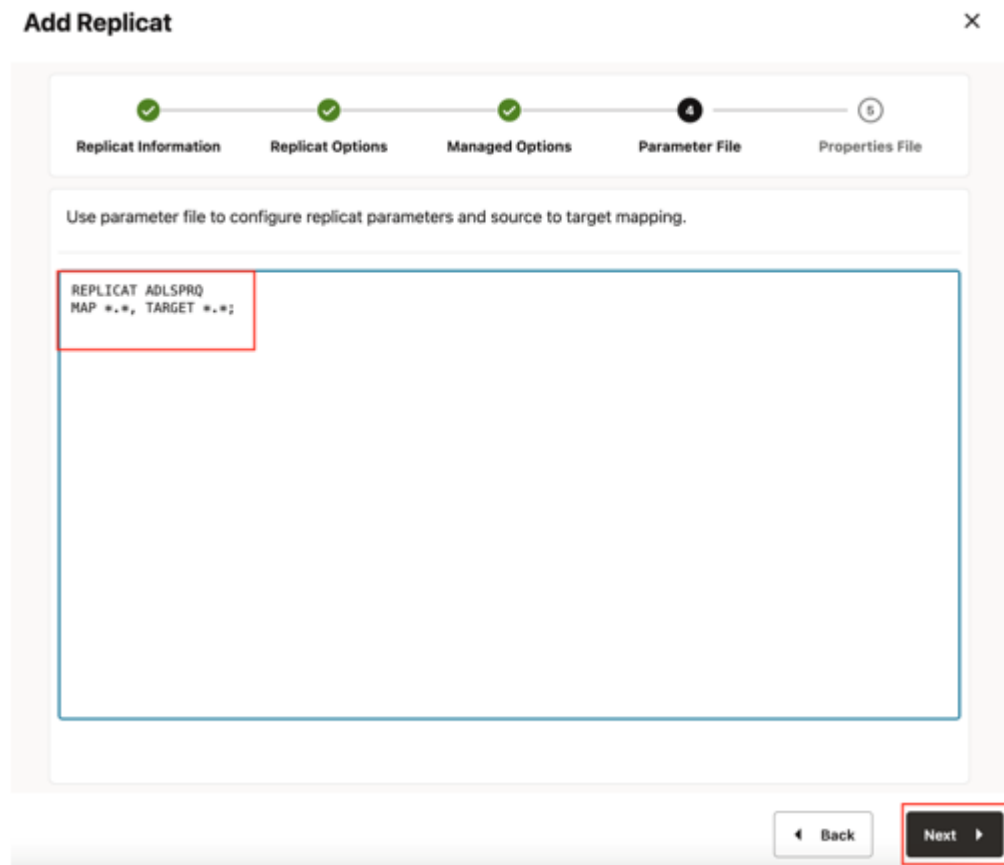 Add Replicat
4
5
Replicat Information
Replicat Options
Managed Options
Parameter File
Properties File
Use parameter file to configure replicat parameters and source to target mapping.
REPLICAT ADLSPRQ
MAP *.*, TARGET *.*;
Back
Next